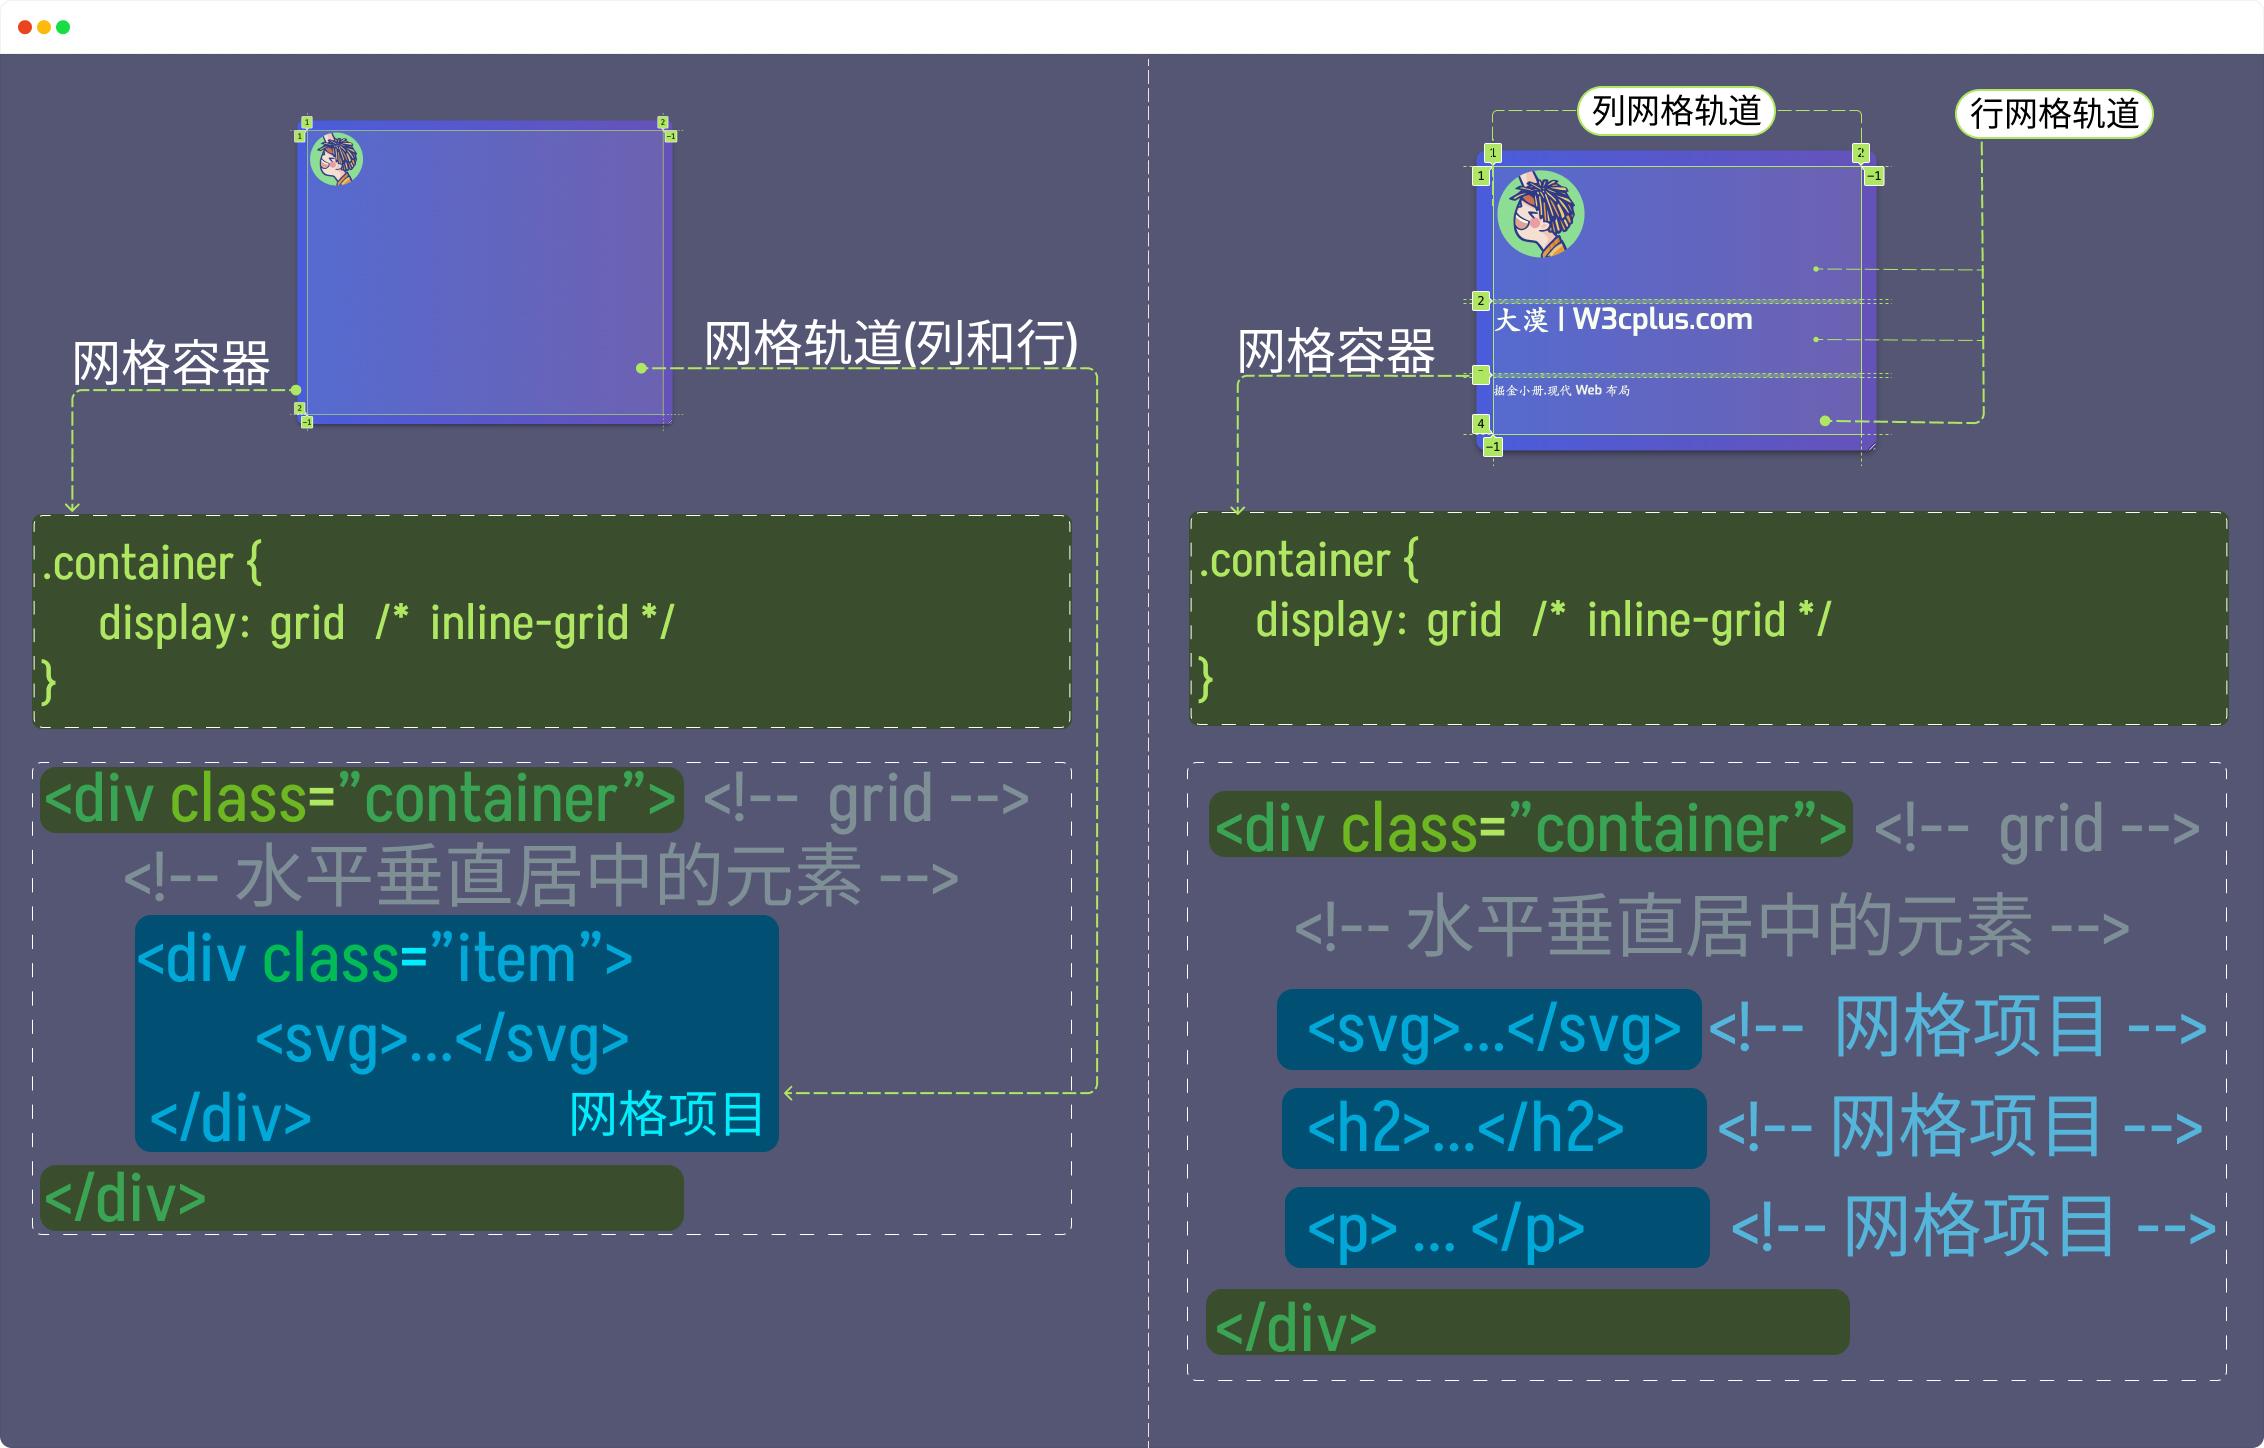 1
2
1
-1
网格容器
网格轨道(列和行)
2
-1
.container {
display: grid /* inline-grid */
}
<div class=”container”> <!-- grid -->
<!-- 水平垂直居中的元素 -->
<div class=”item”>
<svg>...</svg>
</div>
网格项目
</div>
列网格轨道
行网格轨道
1
2
1
-1
2
大漠 | W3cplus.com
网格容器
掘金小册.现代 Web 布局
4
-1
.container {
display: grid /* inline-grid */
}
<div class=”container”> <!-- grid -->
<!-- 水平垂直居中的元素 -->
<svg>...</svg> <!-- 网格项目 -->
<h2>...</h2> <!-- 网格项目 -->
<p> ... </p> <!-- 网格项目 -->
</div>